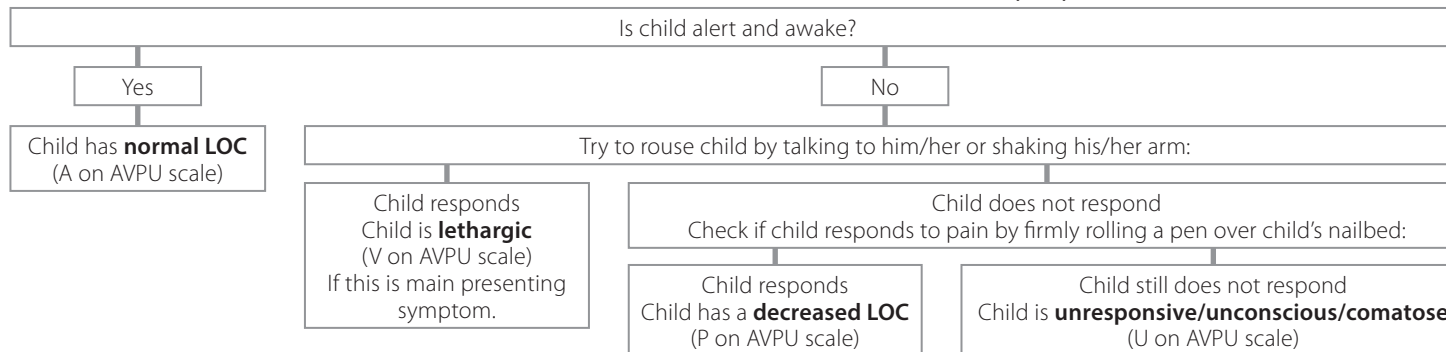 Is child alert and awake?
Yes
No
Child has normal LOC
(A on AVPU scale)
Try to rouse child by talking to him/her or shaking his/her arm:
Child responds
Child is lethargic
(V on AVPU scale)
If this is main presenting
symptom.
Child does not respond
Check if child responds to pain by firmly rolling a pen over child's nailbed:
Child responds
Child has a decreased LOC
(P on AVPU scale)
Child still does not respond
Child is unresponsive/unconscious/comatose
(U on AVPU scale)